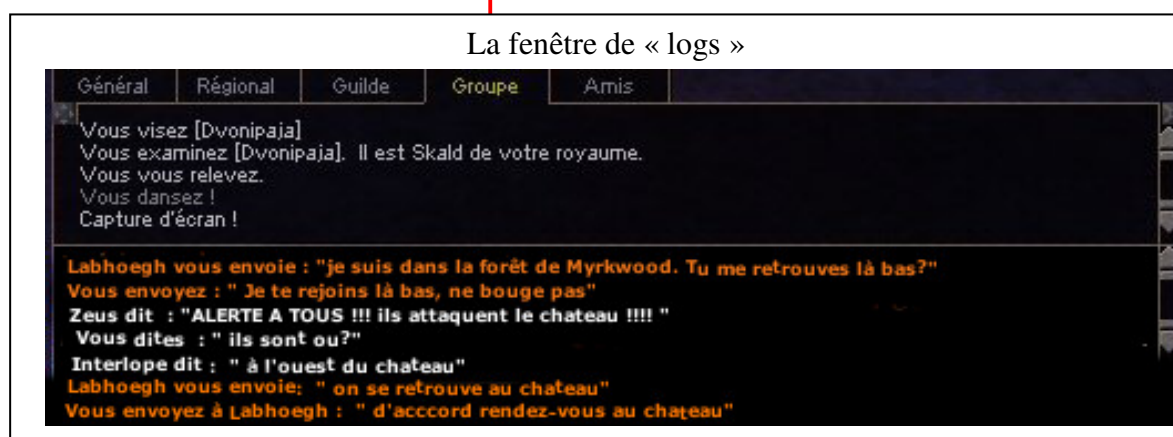 La fenêtre de « logs »
Général Régional Guilde Groupe Amis
Vous visez [Dvonipaja]
Vous examinez [Dvonipaja]. Il est Skald de votre royaume.
Vous vous relevez.
Vous dansez !
Capture d'écran !
Labhoegh vous envoie : "je suis dans la forêt de Myrkwood. Tu me retrouves là bas?"
Vous envoyez : " Je te rejoins là bas, ne bouge pas"
Zeus dit : "ALERTE A TOUS !!! ils attaquent le chateau !!!! "
Vous dites : " ils sont ou?"
Interlope dit : " à l'ouest du chateau"
Labhoegh vous envoie: " on se retrouve au chateau"
Vous envoyez à Labhoegh : " d'acccord rendez-vous au chateau"